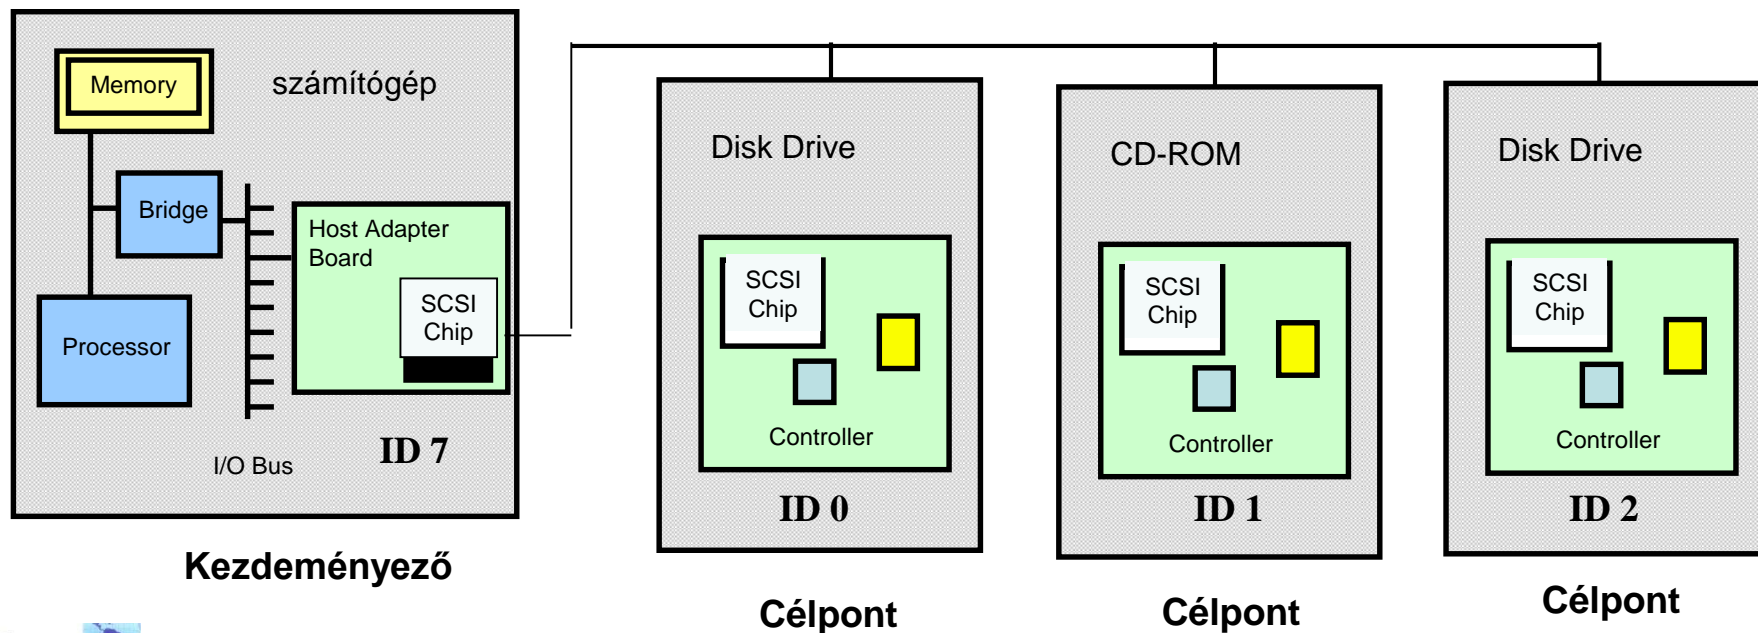 Memory
számítógép
Bridge
Host Adapter
Board
SCSI
Chip
Processor
I/O Bus
ID 7
Kezdeményező
Disk Drive
SCSI
Chip
Controller
ID 0
Célpont
CD-ROM
SCSI
Chip
Controller
ID 1
Célpont
Disk Drive
SCSI
Chip
Controller
ID 2
Célpont